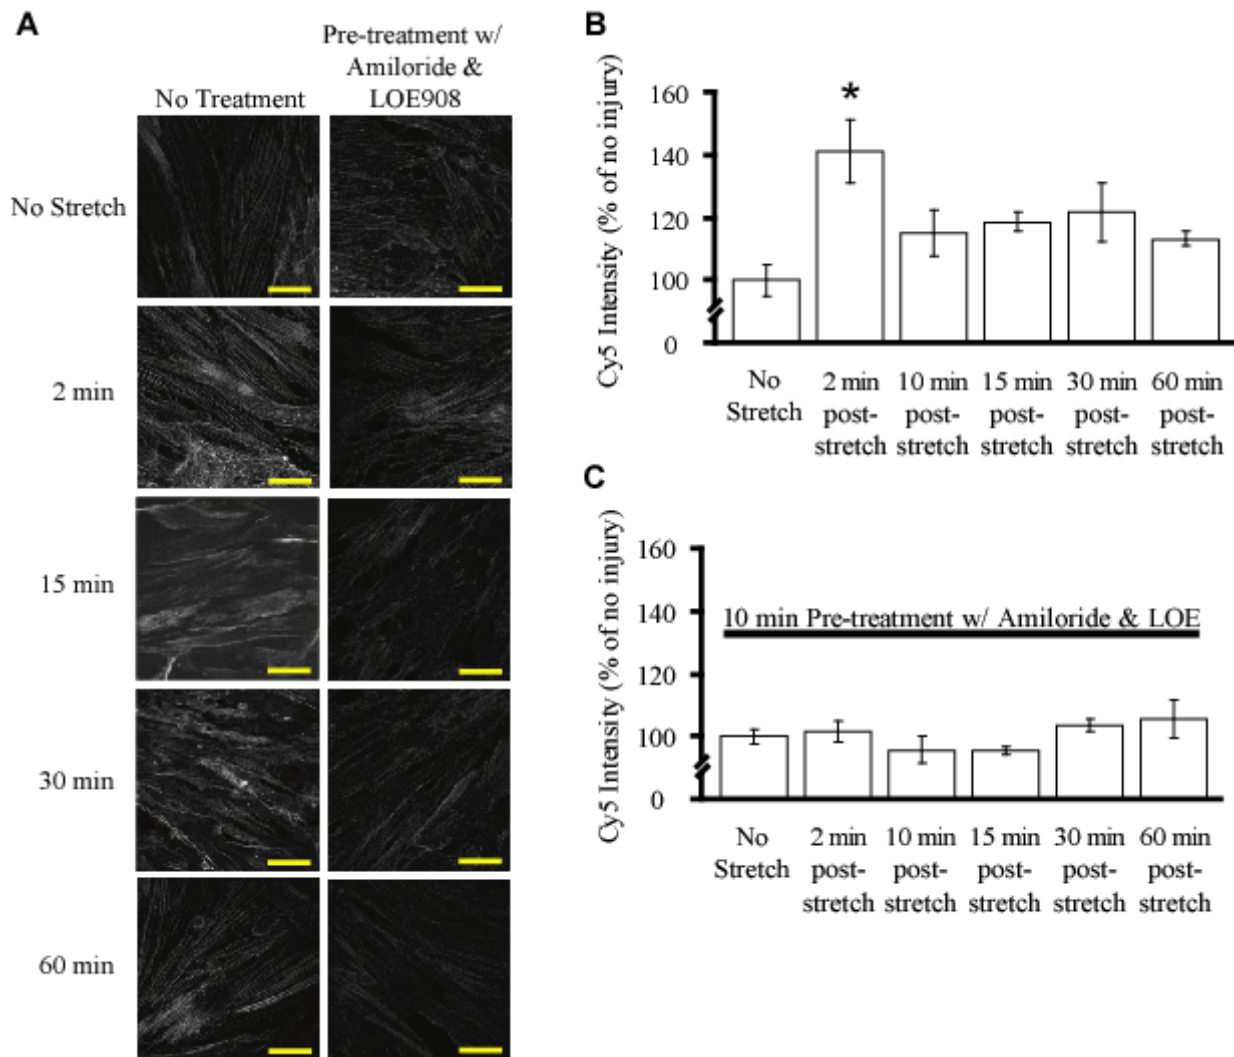 A
No Treatment
Pre-treatment w/
Amiloride &
LOE908
No Stretch
2 min
15 min
30 min
60 min
B
Cy5 Intensity (% of no injury)
160
140
120
100
0
*
No
Stretch
2 min
post-
stretch
10 min
post-
stretch
15 min
post-
stretch
30 min
post-
stretch
60 min
post-
stretch
C
Cy5 Intensity (% of no injury)
160
140
120
100
0
10 min Pre-treatment w/ Amiloride & LOE
No
Stretch
2 min
post-
stretch
10 min
post-
stretch
15 min
post-
stretch
30 min
post-
stretch
60 min
post-
stretch